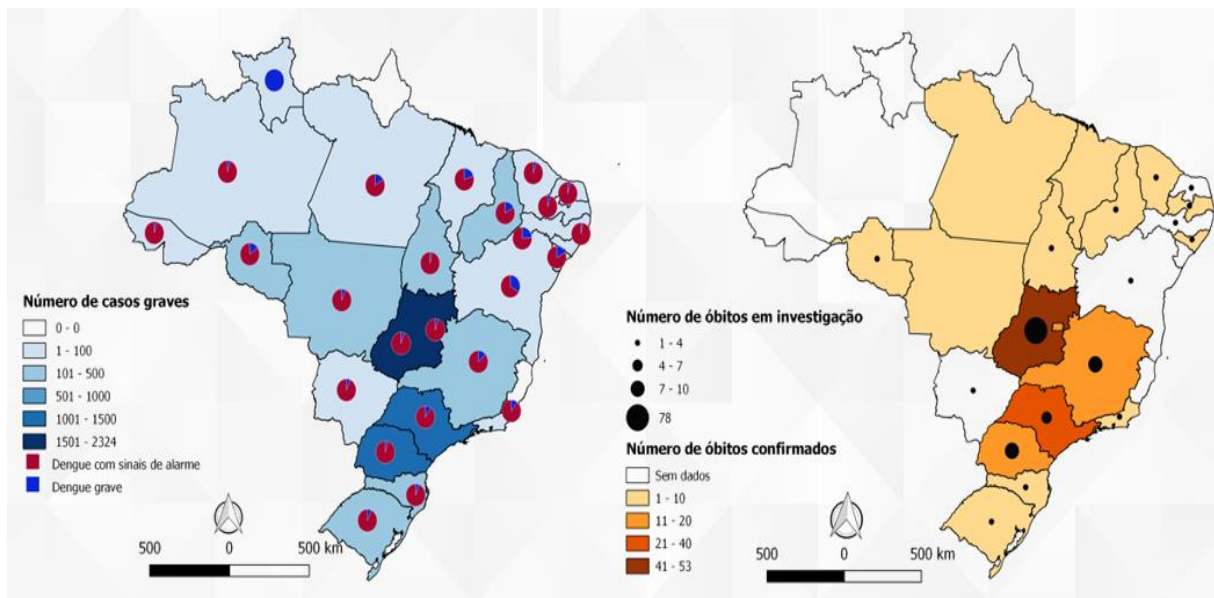 Número de casos graves
0 - 0
1 - 100
101 - 500
501 - 1000
1001 - 1500
1501 - 2324
Dengue com sinais de alarme
Dengue grave
500
0
500 km
Número de óbitos em investigação
1 - 4
4 - 7
7 - 10
78
Número de óbitos confirmados
Sem dados
1 - 10
11 - 20
21 - 40
41 - 53
500
0
500 km